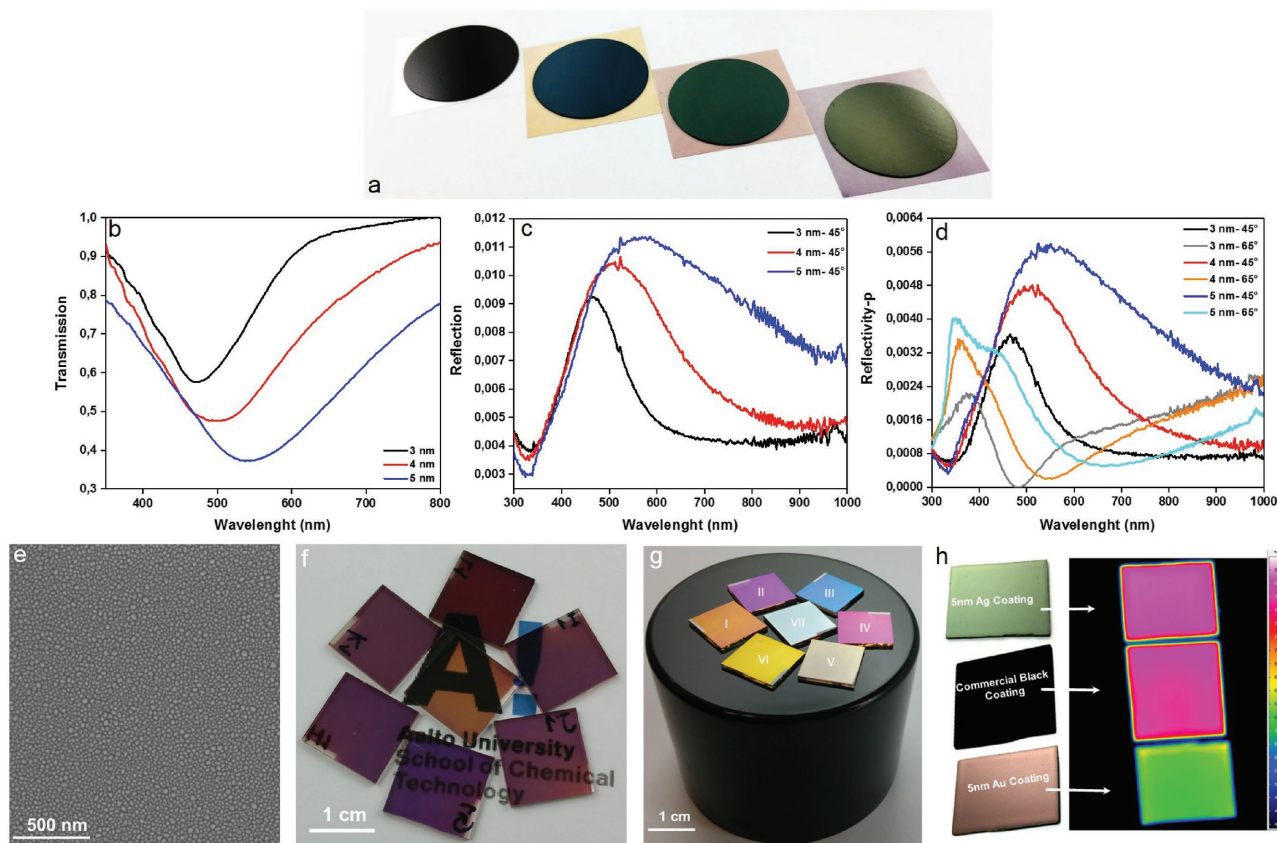 a
b
Transmission
1,0
0,9
0,8
0,7
0,6
0,5
0,4
0,3
400
500
600
700
800
Wavelenght (nm)
3 nm
4 nm
5 nm
c
Reflection
0,012
0,011
0,010
0,009
0,008
0,007
0,006
0,005
0,004
0,003
300
400
500
600
700
800
900
1000
Wavelenght (nm)
3 nm- 45°
4 nm- 45°
5 nm- 45°
d
Reflectivity-p
0,0064
0,0056
0,0048
0,0040
0,0032
0,0024
0,0016
0,0008
0,0000
300
400
500
600
700
800
900
1000
Wavelenght (nm)
3 nm- 45°
3 nm- 65°
4 nm- 45°
4 nm- 65°
5 nm- 45°
5 nm- 65°
e
500 nm
f
A!
Aalto University
School of Chemical
Technology
1 cm
g
II
III
I
VII
IV
VI
V
1 cm
h
5nm Ag Coating
Commercial Black
Coating
5nm Au Coating